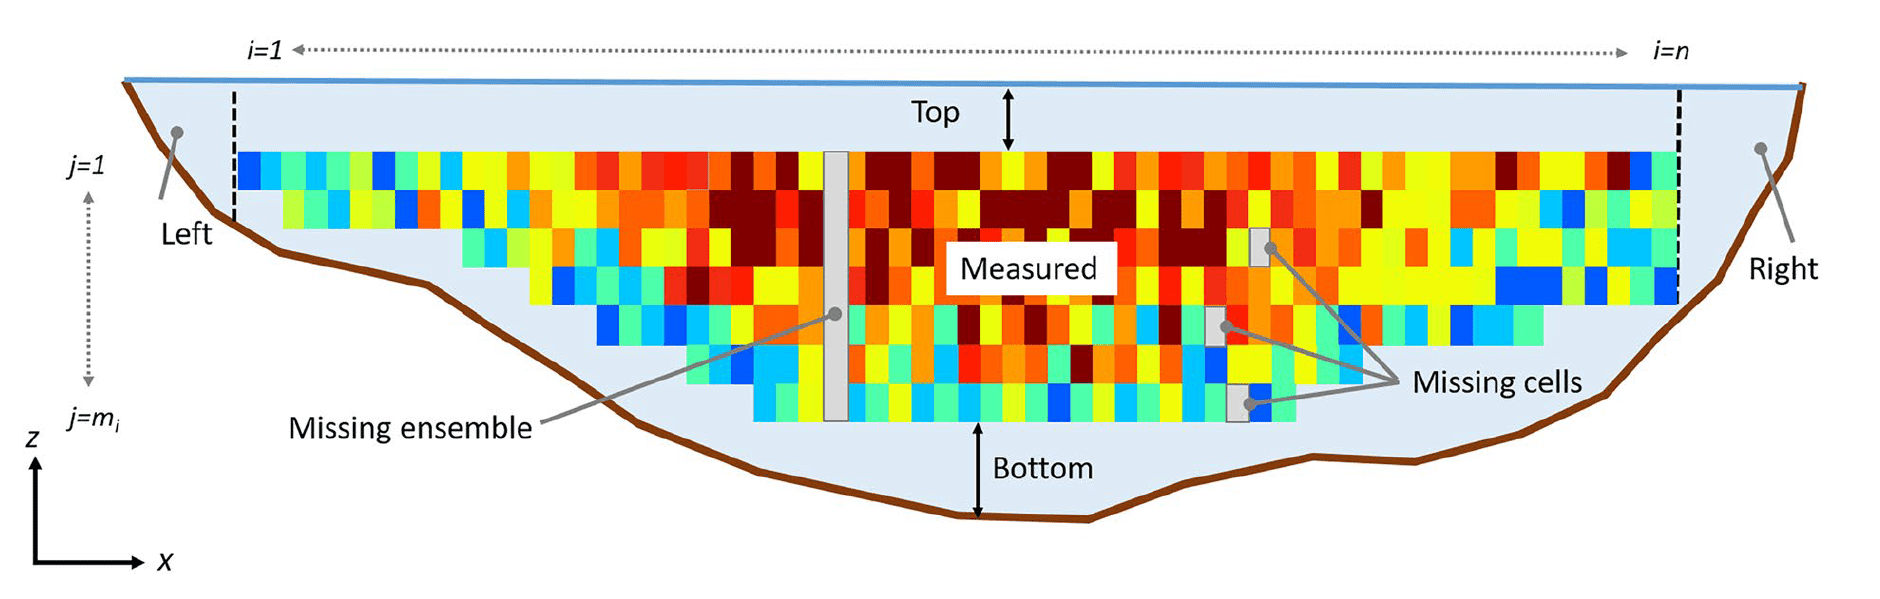 i=1
i=n
Top
j=1
Left
Measured
Right
Missing cells
j=mi
Missing ensemble
z
Bottom
x